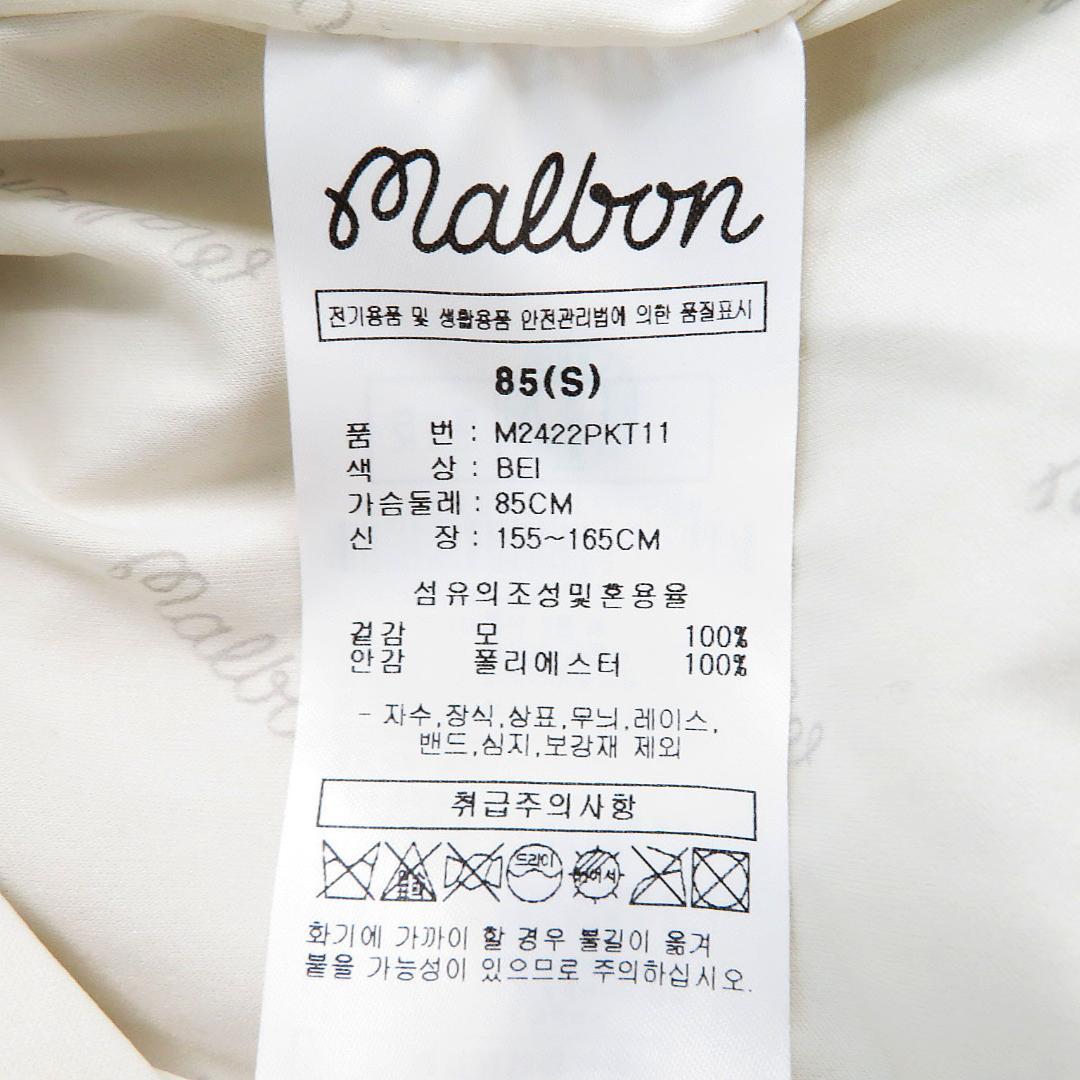 malbon
전기용품 및 생활용품 안전관리법에 의한 품질표시
85(S)
품 번 : M2422PKT11
색 상 : BEI
가슴둘레 : 85CM
신 장 : 155~165CM
섬유의조성및혼용율
겉감 모 100%
안감 폴리에스터 100%
- 자수,장식,상표,무늬,레이스,
밴드,심지,보강재 제외
취급주의사항
드라이
화기에 가까이 할 경우 불길이 옮겨
붙을 가능성이 있으므로 주의하십시오.
malbon